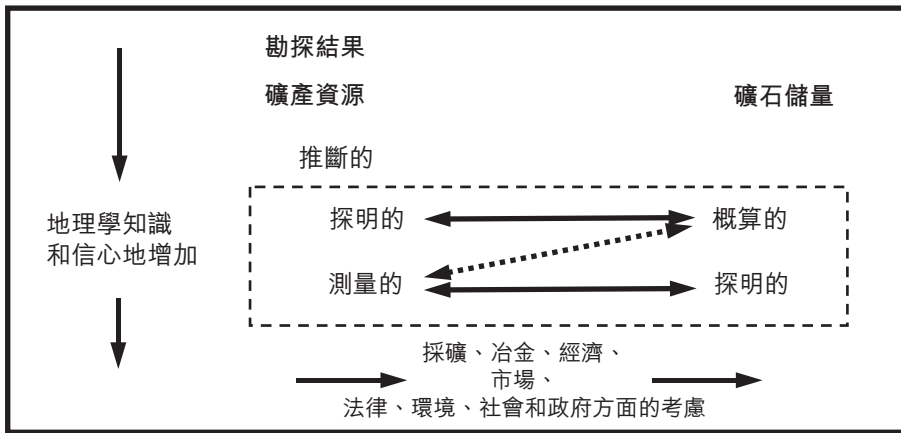 勘探結果
礦產資源
礦石儲量
推斷的
地理學知識
和信心地增加
探明的
概算的
測量的
探明的
採礦、冶金、經濟、
市場、
法律、環境、社會和政府方面的考慮